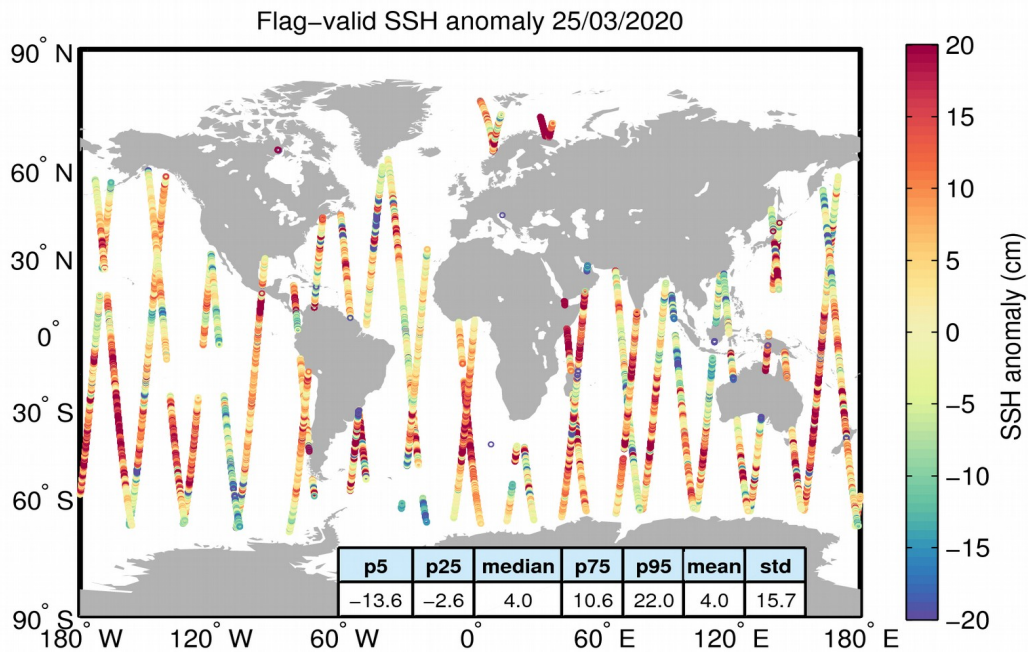 Flag−valid SSH anomaly 25/03/2020
90° N
60° N
30° N
0°
30° S
60° S
90° S
180° W
120° W
60° W
0°
60° E
120° E
180° E
p5 p25 median p75 p95 mean std
−13.6 −2.6 4.0 10.6 22.0 4.0 15.7
20
15
10
5
0
−5
−10
−15
−20
SSH anomaly (cm)